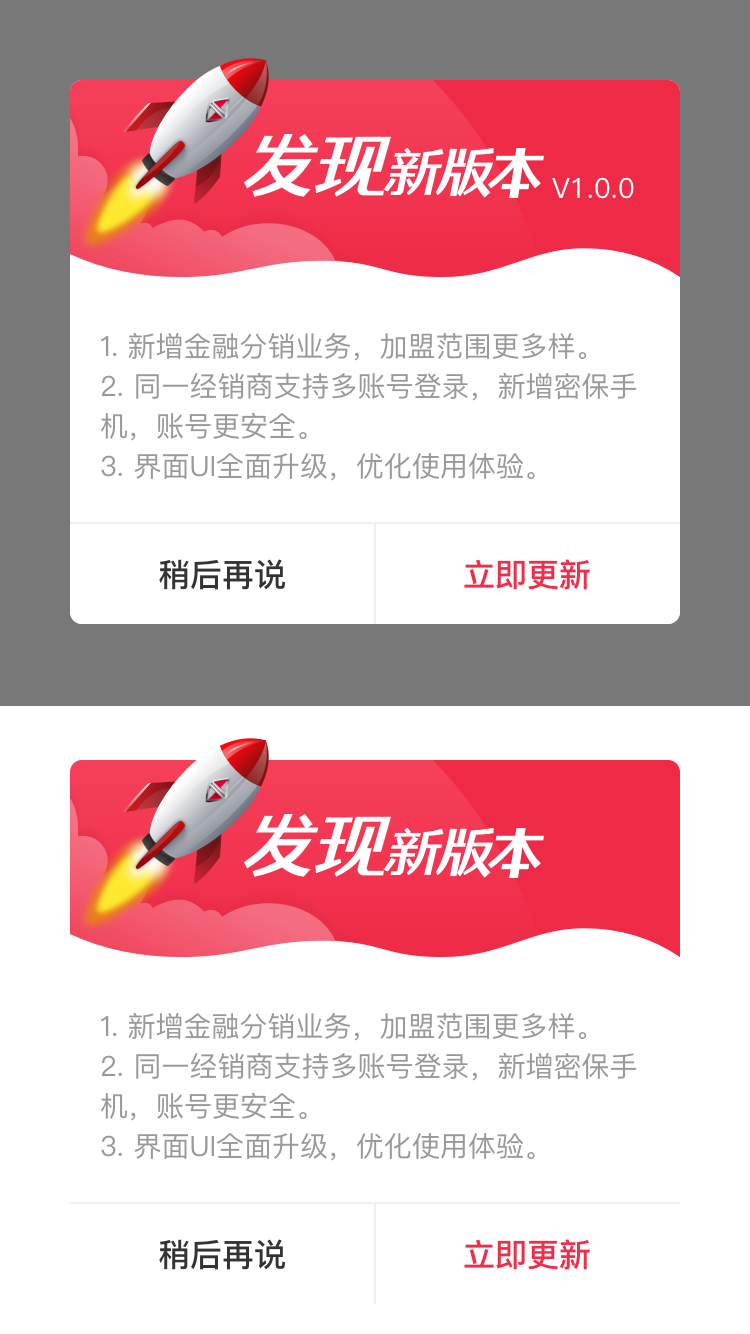 发现新版本 V1.0.0
1. 新增金融分销业务，加盟范围更多样。
2. 同一经销商支持多账号登录，新增密保手
机，账号更安全。
3. 界面UI全面升级，优化使用体验。
稍后再说 立即更新
发现新版本
1. 新增金融分销业务，加盟范围更多样。
2. 同一经销商支持多账号登录，新增密保手
机，账号更安全。
3. 界面UI全面升级，优化使用体验。
稍后再说 立即更新